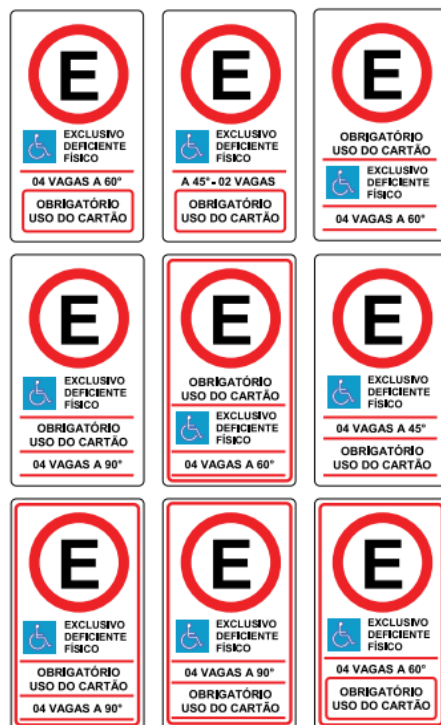 E
EXCLUSIVO
DEFICIENTE
FÍSICO
04 VAGAS A 60°
OBRIGATÓRIO
USO DO CARTÃO
E
EXCLUSIVO
DEFICIENTE
FÍSICO
A 45°- 02 VAGAS
OBRIGATÓRIO
USO DO CARTÃO
E
OBRIGATÓRIO
USO DO CARTÃO
EXCLUSIVO
DEFICIENTE
FÍSICO
04 VAGAS A 60°
E
EXCLUSIVO
DEFICIENTE
FÍSICO
OBRIGATÓRIO
USO DO CARTÃO
04 VAGAS A 90°
E
OBRIGATÓRIO
USO DO CARTÃO
EXCLUSIVO
DEFICIENTE
FÍSICO
04 VAGAS A 60°
E
EXCLUSIVO
DEFICIENTE
FÍSICO
04 VAGAS A 45°
OBRIGATÓRIO
USO DO CARTÃO
E
EXCLUSIVO
DEFICIENTE
FÍSICO
OBRIGATÓRIO
USO DO CARTÃO
04 VAGAS A 90°
E
EXCLUSIVO
DEFICIENTE
FÍSICO
04 VAGAS A 90°
OBRIGATÓRIO
USO DO CARTÃO
E
EXCLUSIVO
DEFICIENTE
FÍSICO
04 VAGAS A 60°
OBRIGATÓRIO
USO DO CARTÃO